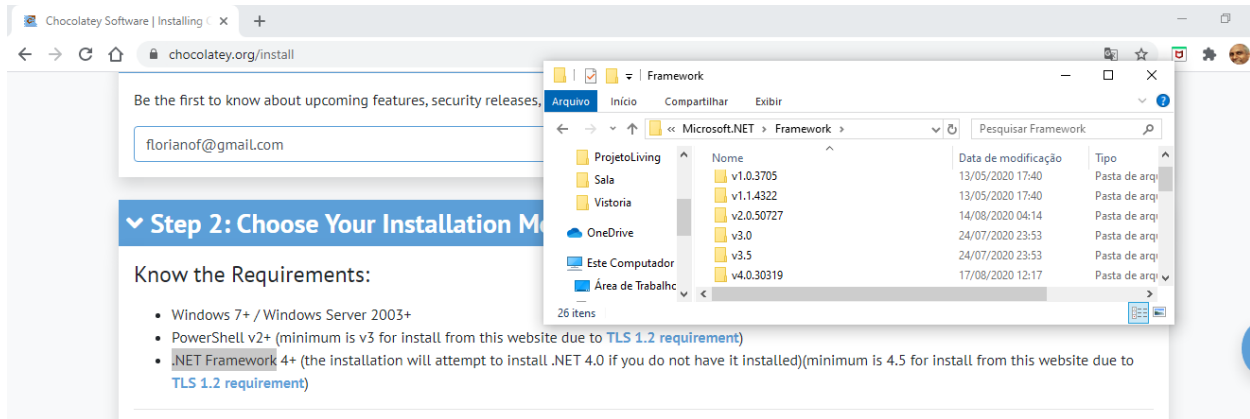 Chocolatey Software | Installing C
chocolatey.org/install
Be the first to know about upcoming features, security releases,
florianof@gmail.com
Step 2: Choose Your Installation Me
Know the Requirements:
• Windows 7+ / Windows Server 2003+
• PowerShell v2+ (minimum is v3 for install from this website due to TLS 1.2 requirement)
• .NET Framework 4+ (the installation will attempt to install .NET 4.0 if you do not have it installed)(minimum is 4.5 for install from this website due to
TLS 1.2 requirement)
Framework
Arquivo Início Compartilhar Exibir
« Microsoft.NET > Framework > Pesquisar Framework
ProjetoLiving
Sala
Vistoria
OneDrive
Este Computador
Área de Trabalho
Nome Data de modificação Tipo
v1.0.3705 13/05/2020 17:40 Pasta de arqu
v1.1.4322 13/05/2020 17:40 Pasta de arqu
v2.0.50727 14/08/2020 04:14 Pasta de arqu
v3.0 24/07/2020 23:53 Pasta de arqu
v3.5 24/07/2020 23:53 Pasta de arqu
v4.0.30319 17/08/2020 12:17 Pasta de arqu
26 itens